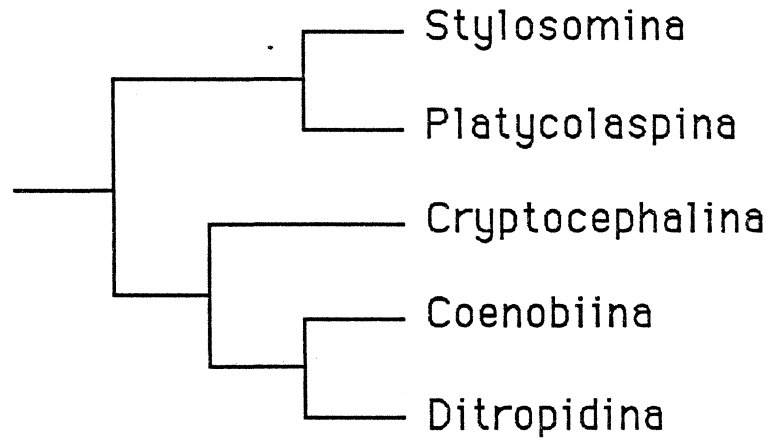 Stylosomina
Platycolaspina
Cryptocephalina
Coenobiina
Ditropidina